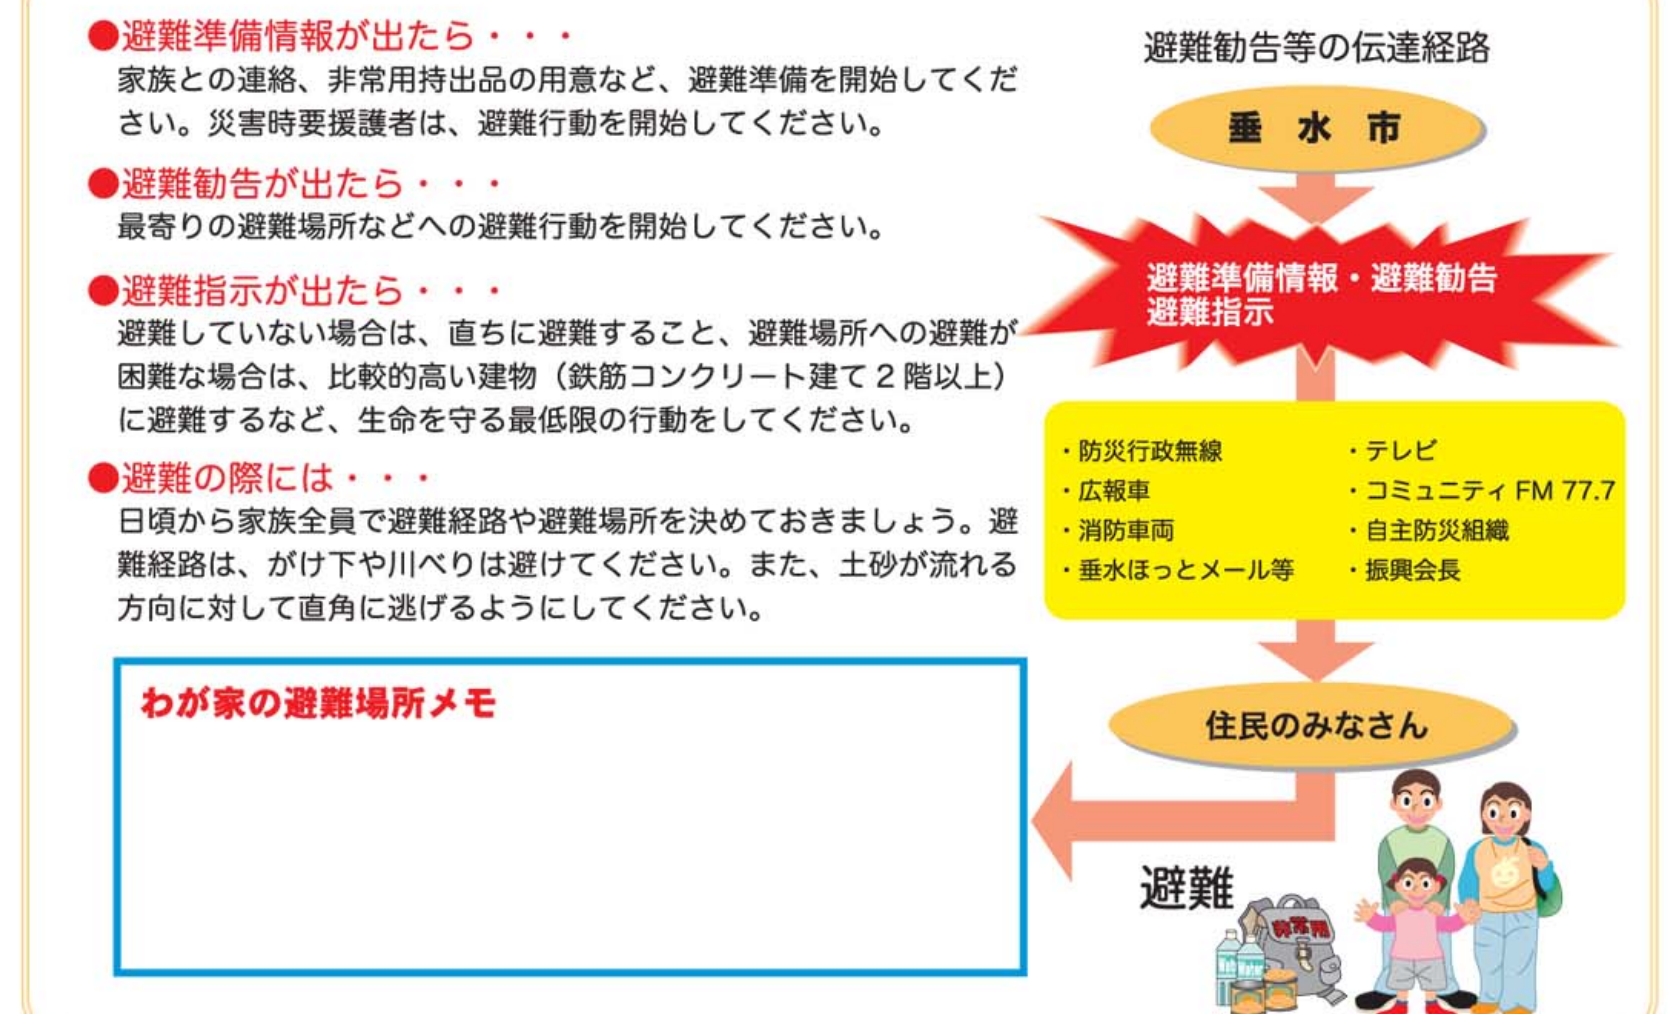 ●避難準備情報が出たら・・・
家族との連絡、非常用持出品の用意など、避難準備を開始してくだ
さい。災害時要援護者は、避難行動を開始してください。
●避難勧告が出たら・・・
最寄りの避難場所などへの避難行動を開始してください。
●避難指示が出たら・・・
避難していない場合は、直ちに避難すること、避難場所への避難が
困難な場合は、比較的高い建物（鉄筋コンクリート建て２階以上）
に避難するなど、生命を守る最低限の行動をしてください。
●避難の際には・・・
日頃から家族全員で避難経路や避難場所を決めておきましょう。避
難経路は、がけ下や川べりは避けてください。また、土砂が流れる
方向に対して直角に逃げるようにしてください。
わが家の避難場所メモ
避難勧告等の伝達経路
垂 水 市
避難準備情報・避難勧告
避難指示
・防災行政無線
・広報車
・消防車両
・垂水ほっとメール等
・テレビ
・コミュニティ FM 77.7
・自主防災組織
・振興会長
住民のみなさん
避難
非常用